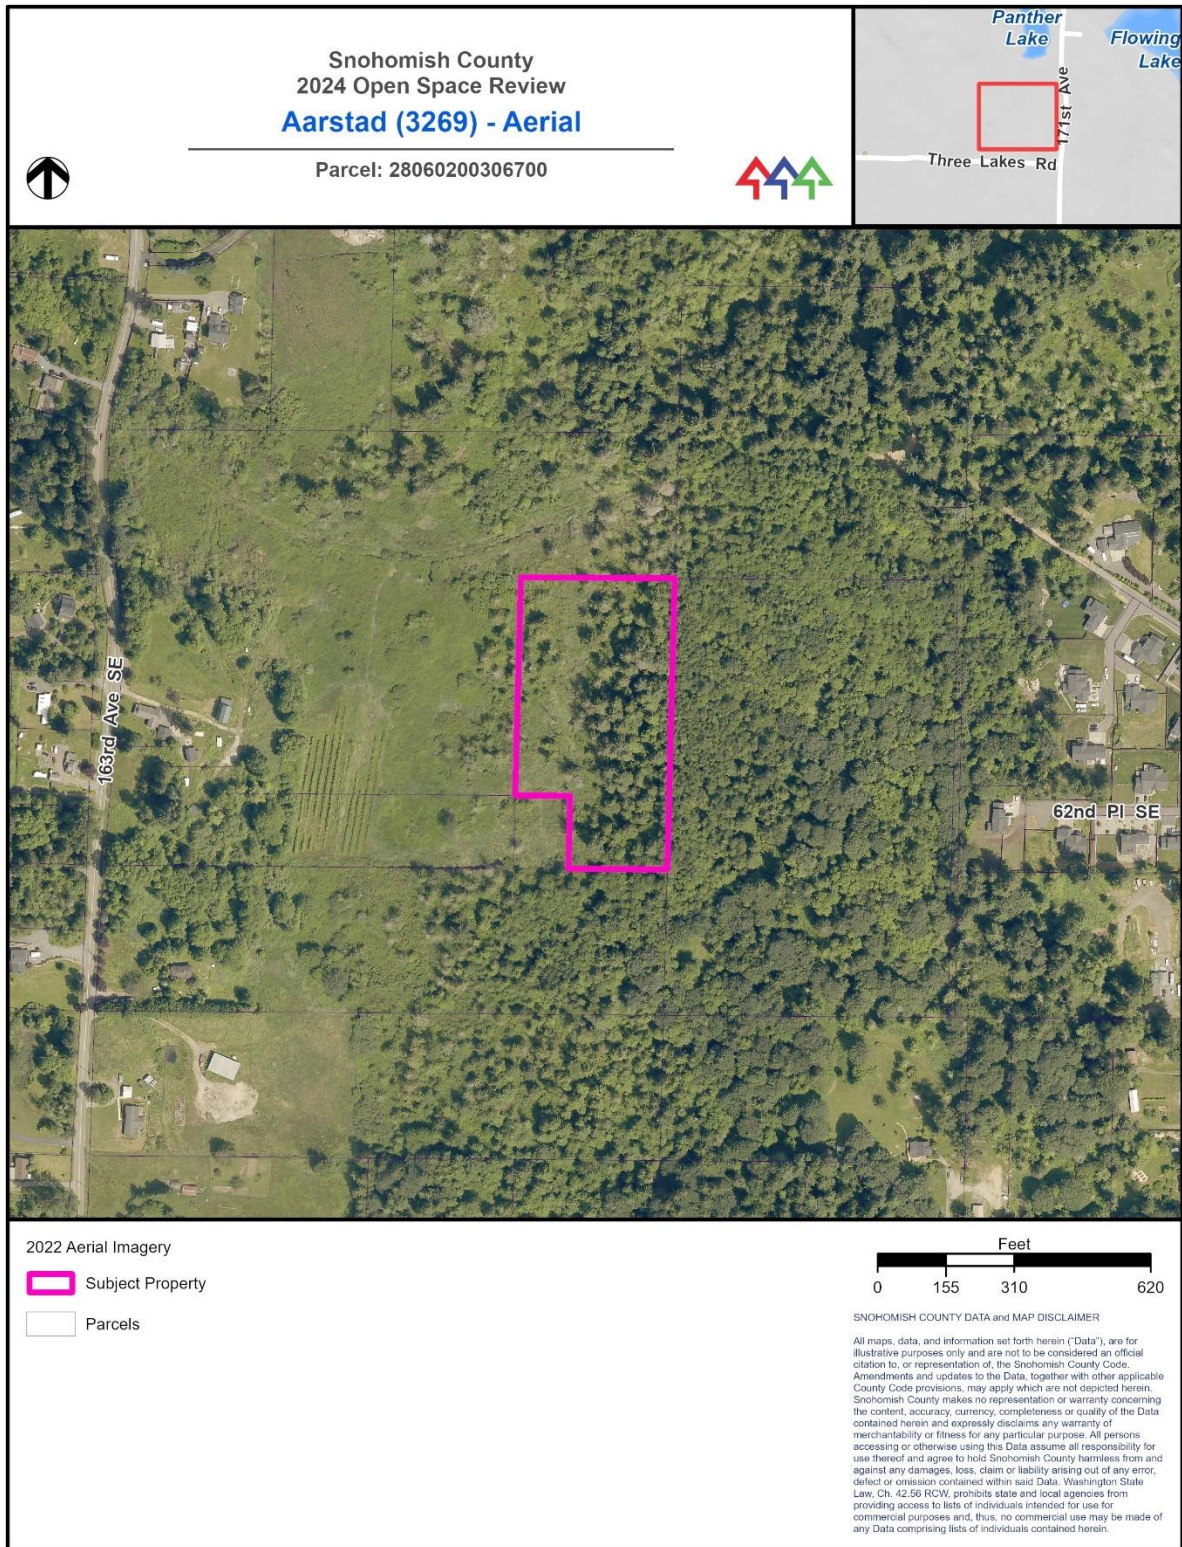 Snohomish County
2024 Open Space Review
Aarstad (3269) - Aerial
Parcel: 28060200306700
Panther
Lake
Flowing
Lake
171st Ave
Three Lakes Rd
163rd Ave SE
62nd Pl SE
2022 Aerial Imagery
Subject Property
Parcels
Feet
0 155 310 620
SNOHOMISH COUNTY DATA and MAP DISCLAIMER
All maps, data, and information set forth herein ("Data"), are for
illustrative purposes only and are not to be considered an official
citation to, or representation of, the Snohomish County Code.
Amendments and updates to the Data, together with other applicable
County Code provisions, may apply which are not depicted herein.
Snohomish County makes no representation or warranty concerning
the content, accuracy, currency, completeness or quality of the Data
contained herein and expressly disclaims any warranty of
merchantability or fitness for any particular purpose. All persons
accessing or otherwise using this Data assume all responsibility for
use thereof and agree to hold Snohomish County harmless from and
against any damages, loss, claim or liability arising out of any error,
defect or omission contained within said Data. Washington State
Law, Ch. 42.56 RCW, prohibits state and local agencies from
providing access to lists of individuals intended for use for
commercial purposes and, thus, no commercial use may be made of
any Data comprising lists of individuals contained herein.